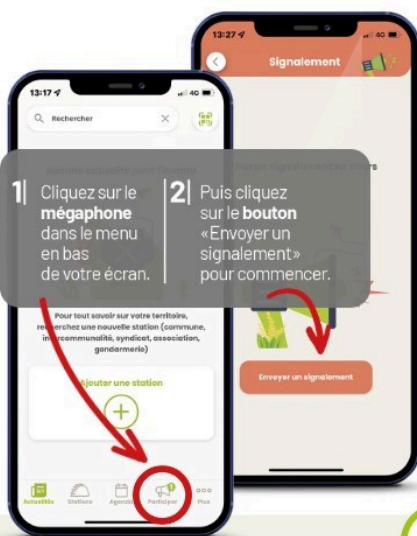 13:27
4G
Signalement
13:17
4G
Rechercher
1 Cliquez sur le
mégaphone
dans le menu
en bas
de votre écran.
2 Puis cliquez
sur le bouton
«Envoyer un
signalement»
pour commencer.
Pour tout savoir sur votre territoire,
recherchez une nouvelle station (commune,
intercommunalité, syndicat, association,
gendarmerie)
Ajouter une station
Envoyer un signalement
Actualités
Stations
Agenda
Participer
Plus